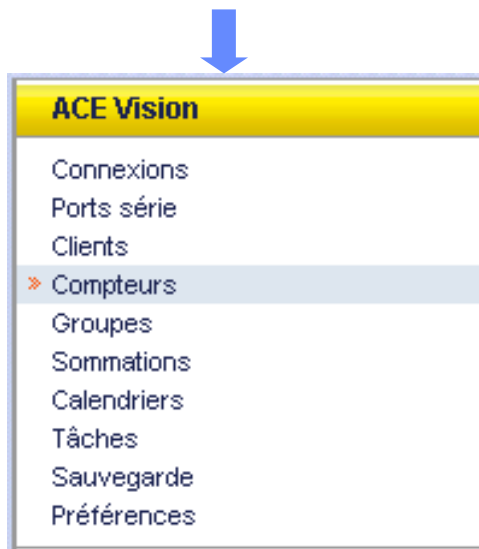 ACE Vision
Connexions
Ports série
Clients
» Compteurs
Groupes
Sommations
Calendriers
Tâches
Sauvegarde
Préférences